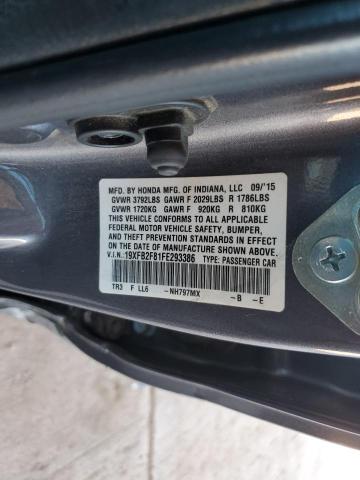 MFD. BY HONDA MFG. OF INDIANA, LLC 09/'15
GVWR 3792LBS GAWR F 2029LBS R 1786LBS
GVWR 1720KG GAWR F 920KG R 810KG
THIS VEHICLE CONFORMS TO ALL APPLICABLE
FEDERAL MOTOR VEHICLE SAFETY, BUMPER,
AND THEFT PREVENTION STANDARDS IN EFFECT ON THE
DATE OF MANUFACTURE SHOWN ABOVE.
V.I.N.:19XFB2F81FE293386 TYPE: PASSENGER CAR
TR3 F LL6 -NH797MX -B -E